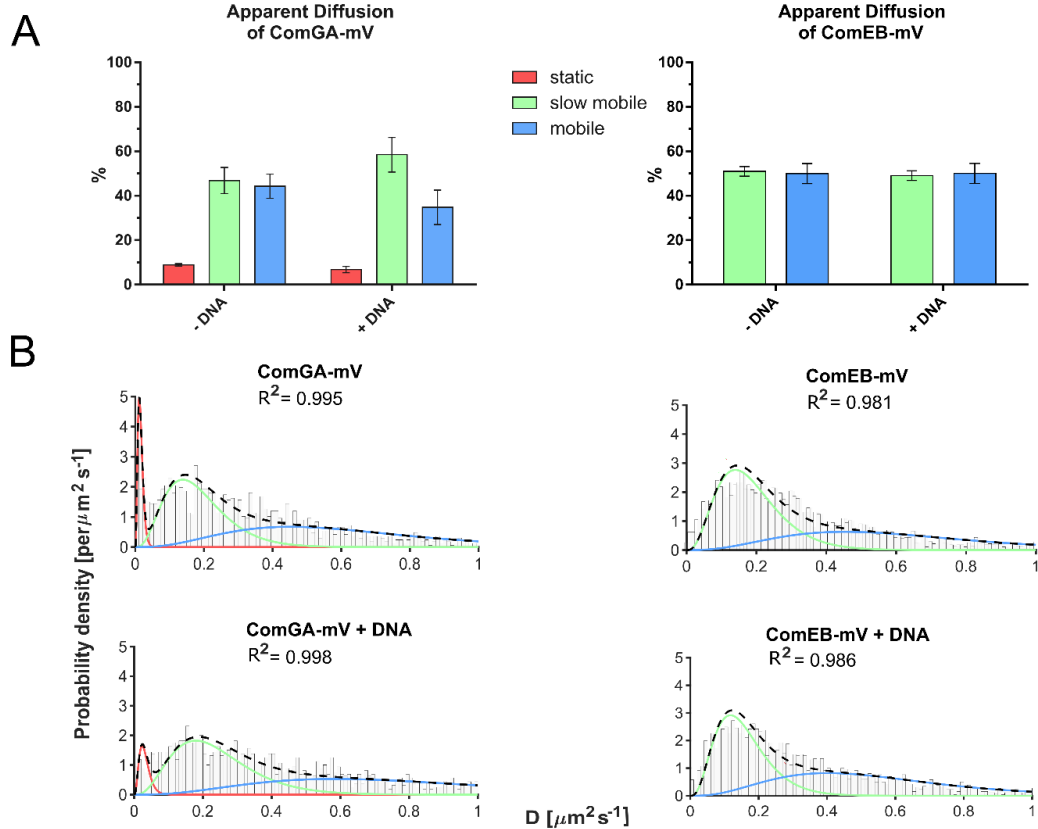 A
Apparent Diffusion
of ComGA-mV
Apparent Diffusion
of ComEB-mV
static
slow mobile
mobile
%
100
80
60
40
20
0
- DNA
+ DNA
%
100
80
60
40
20
0
- DNA
+ DNA
B
ComGA-mV
R² = 0.995
5
4
3
2
1
0
0 0.2 0.4 0.6 0.8 1
ComEB-mV
R² = 0.981
5
4
3
2
1
0
0 0.2 0.4 0.6 0.8 1
Probability density [per μm² s⁻¹]
ComGA-mV + DNA
R² = 0.998
5
4
3
2
1
0
0 0.2 0.4 0.6 0.8 1
ComEB-mV + DNA
R² = 0.986
5
4
3
2
1
0
0 0.2 0.4 0.6 0.8 1
D [μm²s⁻¹]